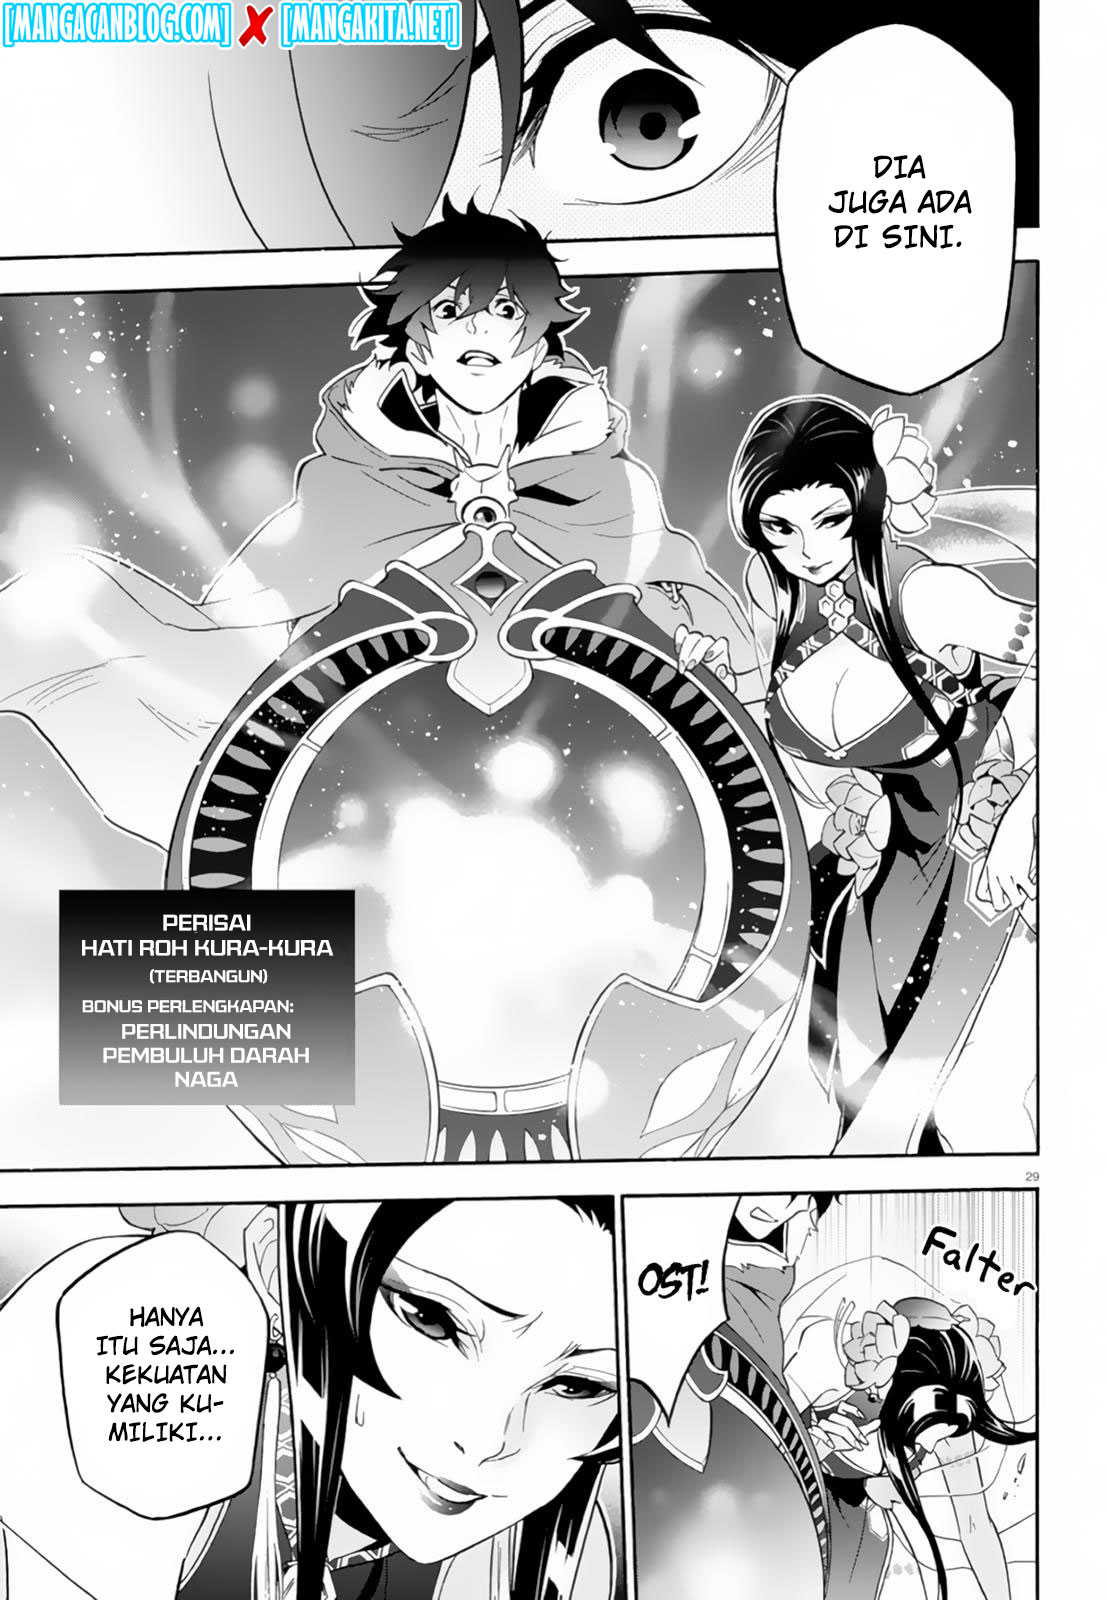 [MANGACANBLOG.COM] X [MANGAKITA.NET]
DIA
JUGA ADA
DI SINI.
PERISAI
HATI ROH KURA-KURA
(TERBANGUN)
BONUS PERLENGKAPAN:
PERLINDUNGAN
PEMBULUH DARAH
NAGA
29
OST!
Falter
HANYA
ITU SAJA...
KEKUATAN
YANG KU-
MILIKI...